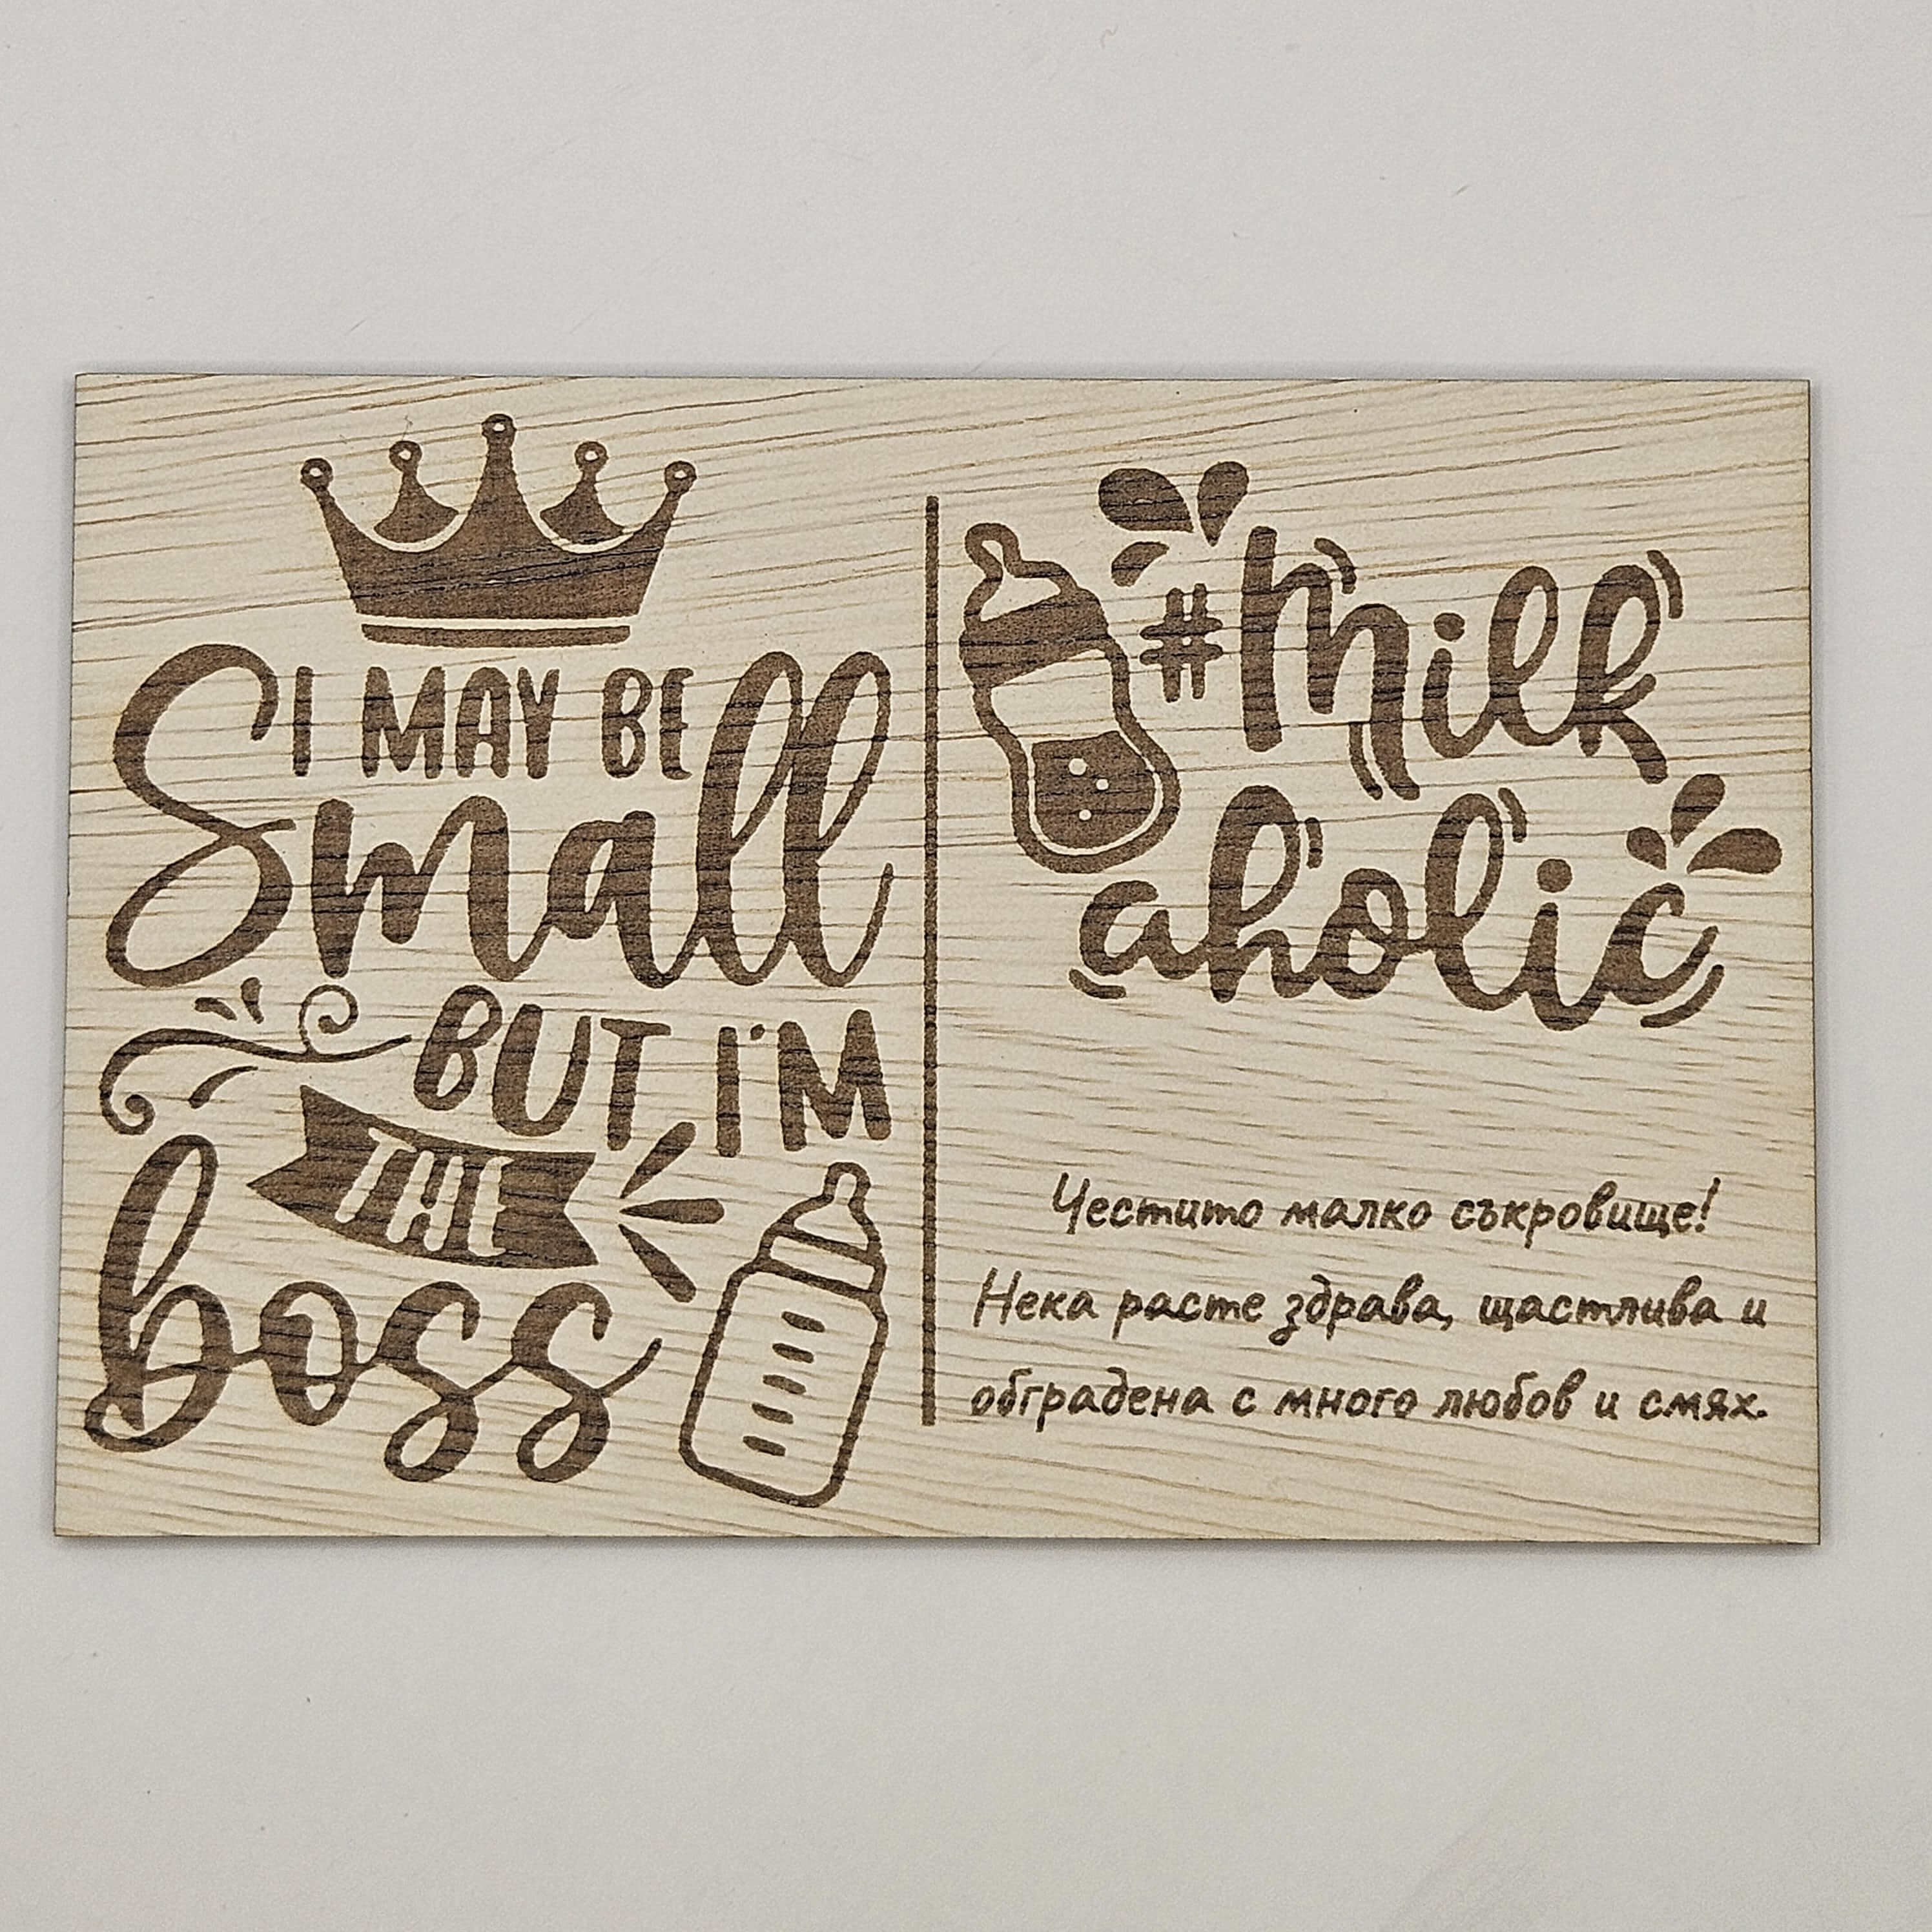 I MAY BE
Small
BUT I'M
THE
boss
#Milk
aholic
Честито малко съкровище!
Нека расте здрава, щастлива и
обградена с много любов и смях.